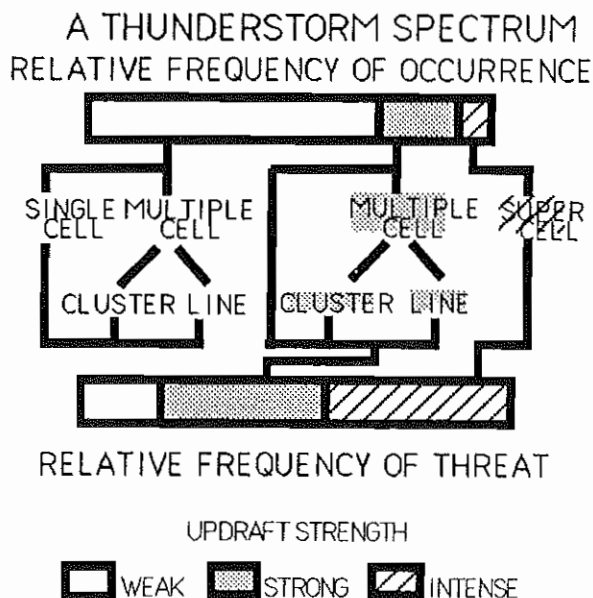 A THUNDERSTORM SPECTRUM
RELATIVE FREQUENCY OF OCCURRENCE
SINGLE CELL
MULTIPLE CELL
MULTIPLE CELL
SUPER CELL
CLUSTER LINE
CLUSTER LINE
RELATIVE FREQUENCY OF THREAT
UPDRAFT STRENGTH
WEAK STRONG INTENSE